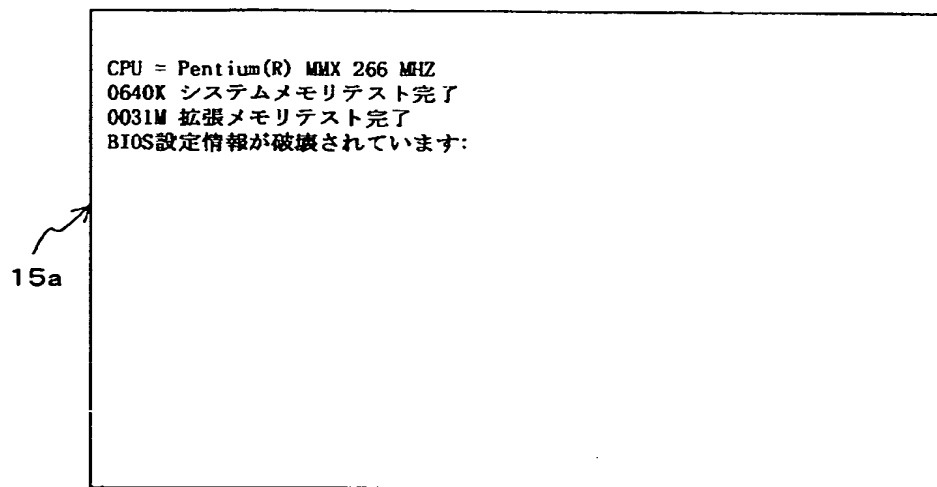 CPU = Pentium(R) MMX 266 MHZ
0640K システムメモリテスト完了
0031M 拡張メモリテスト完了
BIOS設定情報が破壊されています:
15a